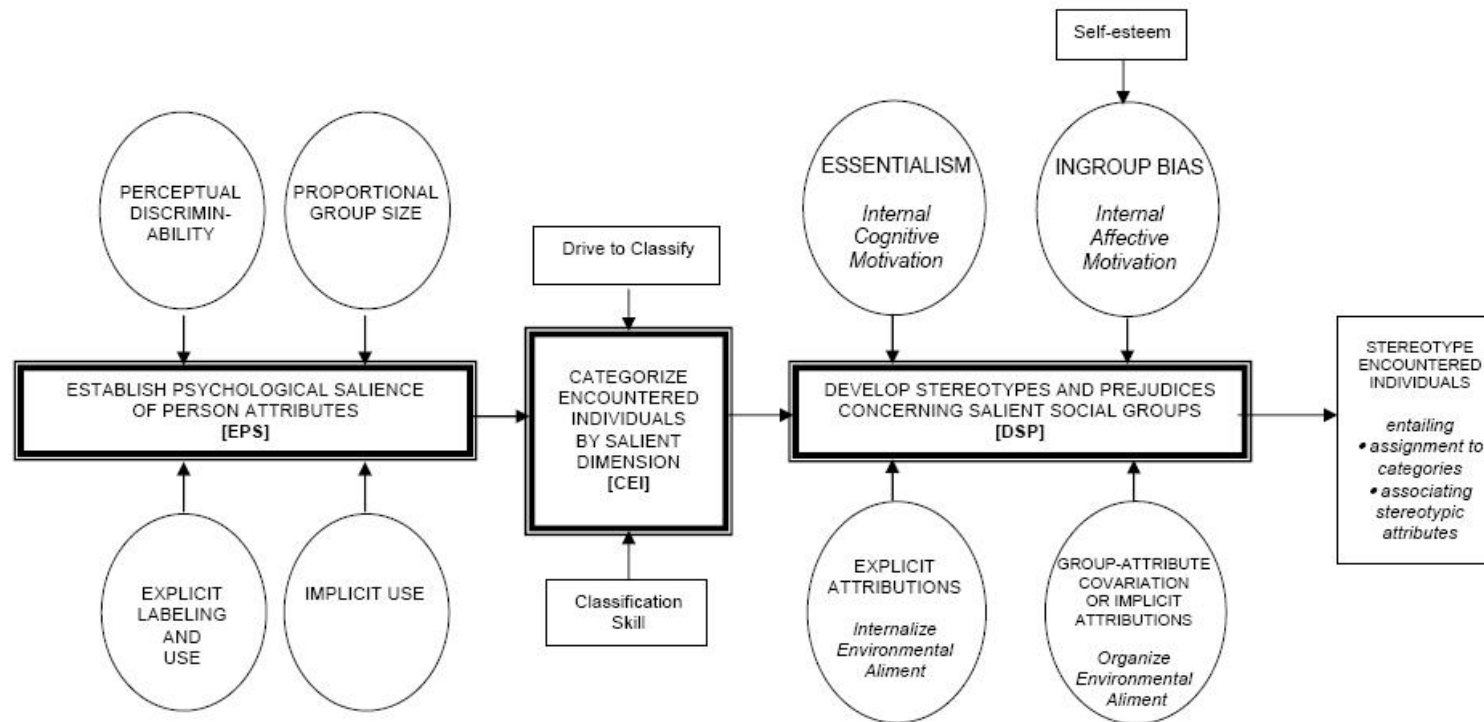 Self-esteem
PERCEPTUAL
DISCRIMIN-
ABILITY
PROPORTIONAL
GROUP SIZE
ESSENTIALISM
Internal
Cognitive
Motivation
INGROUP BIAS
Internal
Affective
Motivation
Drive to Classify
ESTABLISH PSYCHOLOGICAL SALIENCE
OF PERSON ATTRIBUTES
[EPS]
CATEGORIZE
ENCOUNTERED
INDIVIDUALS
BY SALIENT
DIMENSION
[CEI]
DEVELOP STEREOTYPES AND PREJUDICES
CONCERNING SALIENT SOCIAL GROUPS
[DSP]
STEREOTYPE
ENCOUNTERED
INDIVIDUALS
entailing
• assignment to
categories
• associating
stereotypic
attributes
EXPLICIT
LABELING
AND
USE
IMPLICIT USE
Classification
Skill
EXPLICIT
ATTRIBUTIONS
Internalize
Environmental
Aliment
GROUP-ATTRIBUTE
COVARIATION
OR IMPLICIT
ATTRIBUTIONS
Organize
Environmental
Aliment